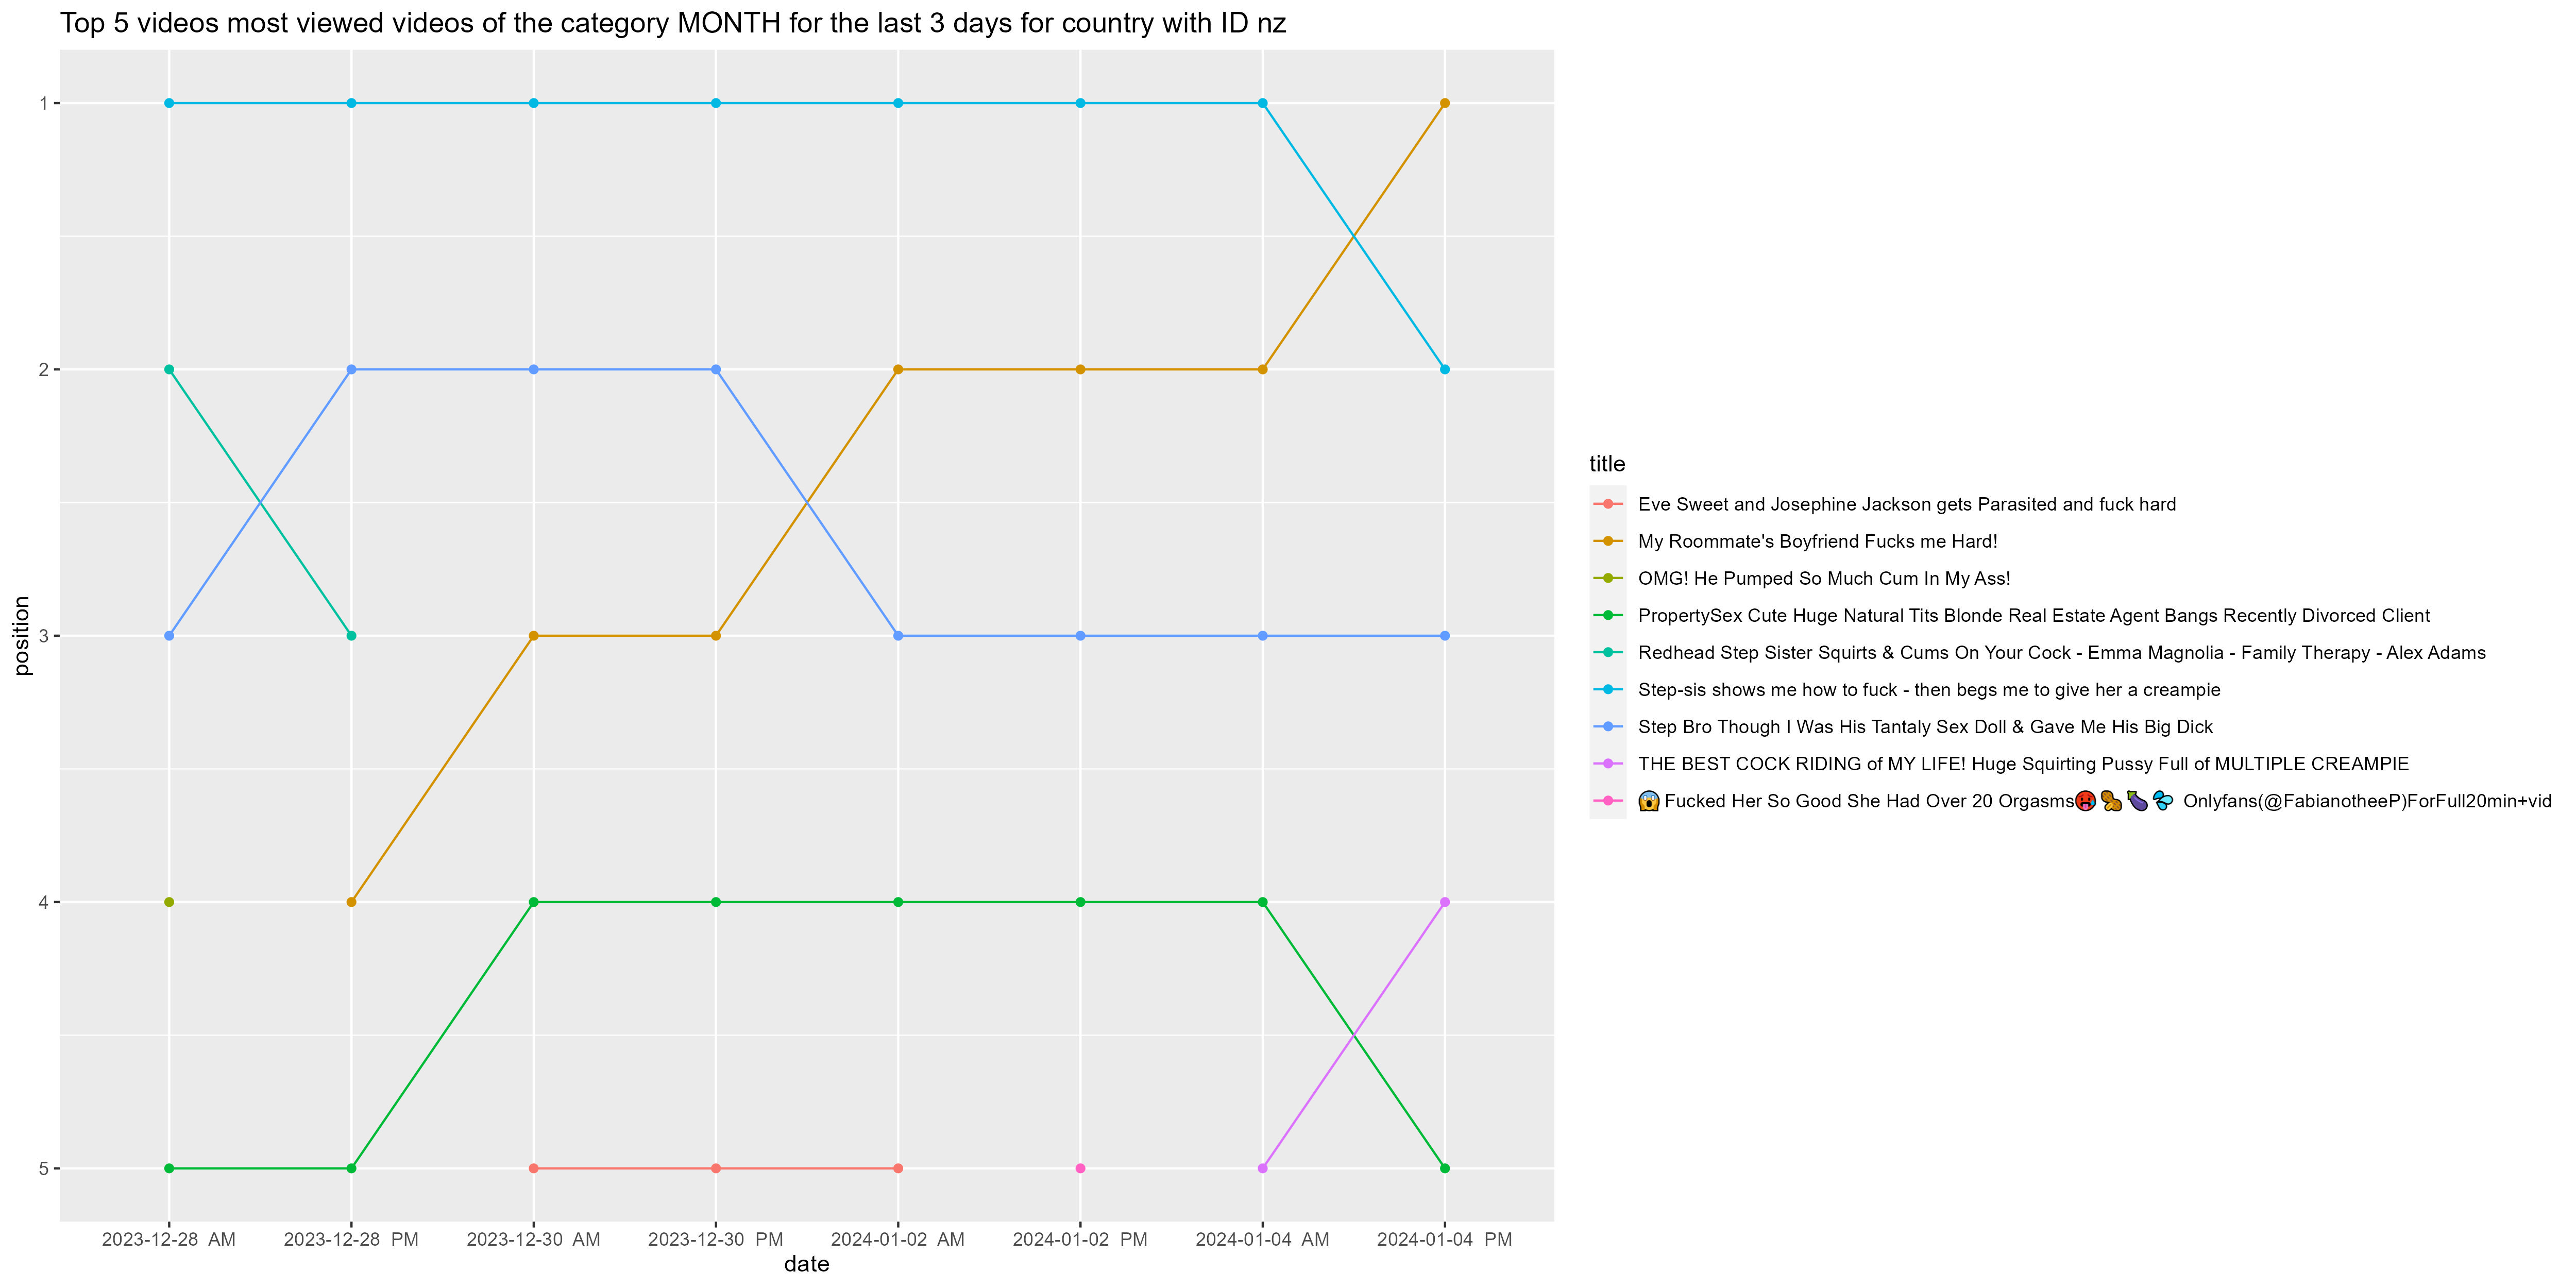 Top 5 videos most viewed videos of the category MONTH for the last 3 days for country with ID nz
position
1
2
3
4
5
2023-12-28 AM
2023-12-28 PM
2023-12-30 AM
2023-12-30 PM
2024-01-02 AM
2024-01-02 PM
2024-01-04 AM
2024-01-04 PM
date
title
Eve Sweet and Josephine Jackson gets Parasited and fuck hard
My Roommate's Boyfriend Fucks me Hard!
OMG! He Pumped So Much Cum In My Ass!
PropertySex Cute Huge Natural Tits Blonde Real Estate Agent Bangs Recently Divorced Client
Redhead Step Sister Squirts & Cums On Your Cock - Emma Magnolia - Family Therapy - Alex Adams
Step-sis shows me how to fuck - then begs me to give her a creampie
Step Bro Though I Was His Tantaly Sex Doll & Gave Me His Big Dick
THE BEST COCK RIDING of MY LIFE! Huge Squirting Pussy Full of MULTIPLE CREAMPIE
😱 Fucked Her So Good She Had Over 20 Orgasms🥵 🥜 🍆 💦 Onlyfans(@FabianotheeP)ForFull20min+vid